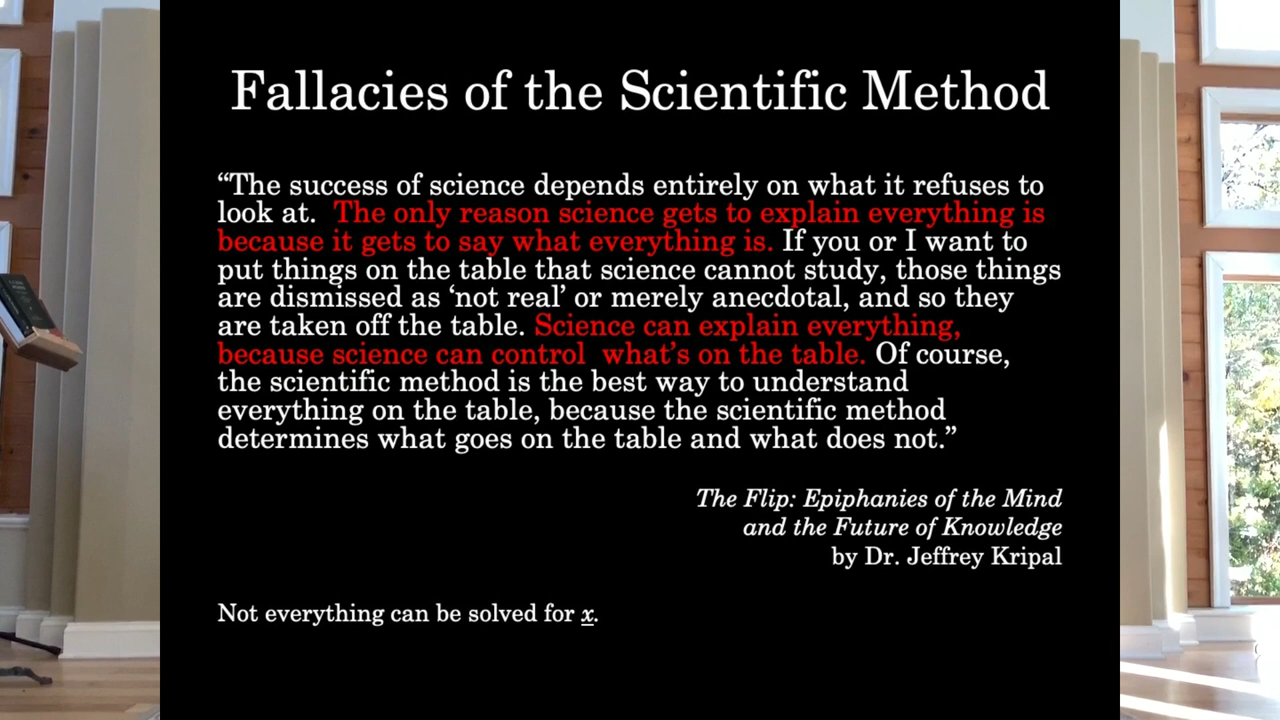 Fallacies of the Scientific Method
“The success of science depends entirely on what it refuses to
look at.  The only reason science gets to explain everything is
because it gets to say what everything is. If you or I want to
put things on the table that science cannot study, those things
are dismissed as ‘not real’ or merely anecdotal, and so they
are taken off the table. Science can explain everything,
because science can control  what’s on the table. Of course,
the scientific method is the best way to understand
everything on the table, because the scientific method
determines what goes on the table and what does not.”
The Flip: Epiphanies of the Mind
and the Future of Knowledge
by Dr. Jeffrey Kripal
Not everything can be solved for x.